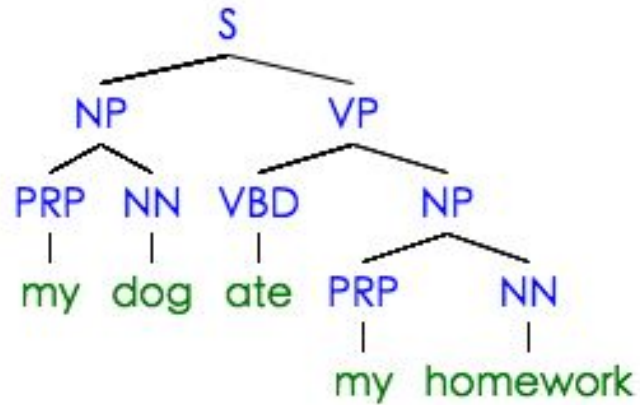 S
NP VP
PRP NN VBD NP
my dog ate PRP NN
my homework